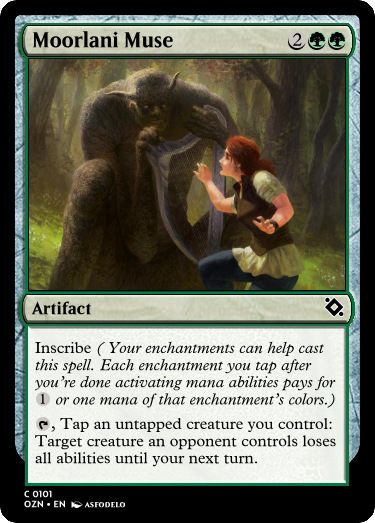 Moorlani Muse 2
Artifact
Inscribe ( Your enchantments can help cast
this spell. Each enchantment you tap after
you're done activating mana abilities pays for
1 or one mana of that enchantment's colors.)
, Tap an untapped creature you control:
Target creature an opponent controls loses
all abilities until your next turn.
C 0101
OZN • EN ASFODELO